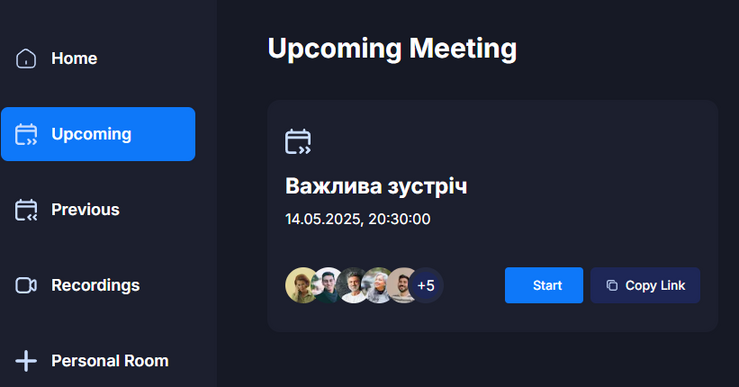 Home
Upcoming
Previous
Recordings
Personal Room
Upcoming Meeting
Важлива зустріч
14.05.2025, 20:30:00
+5
Start
Copy Link